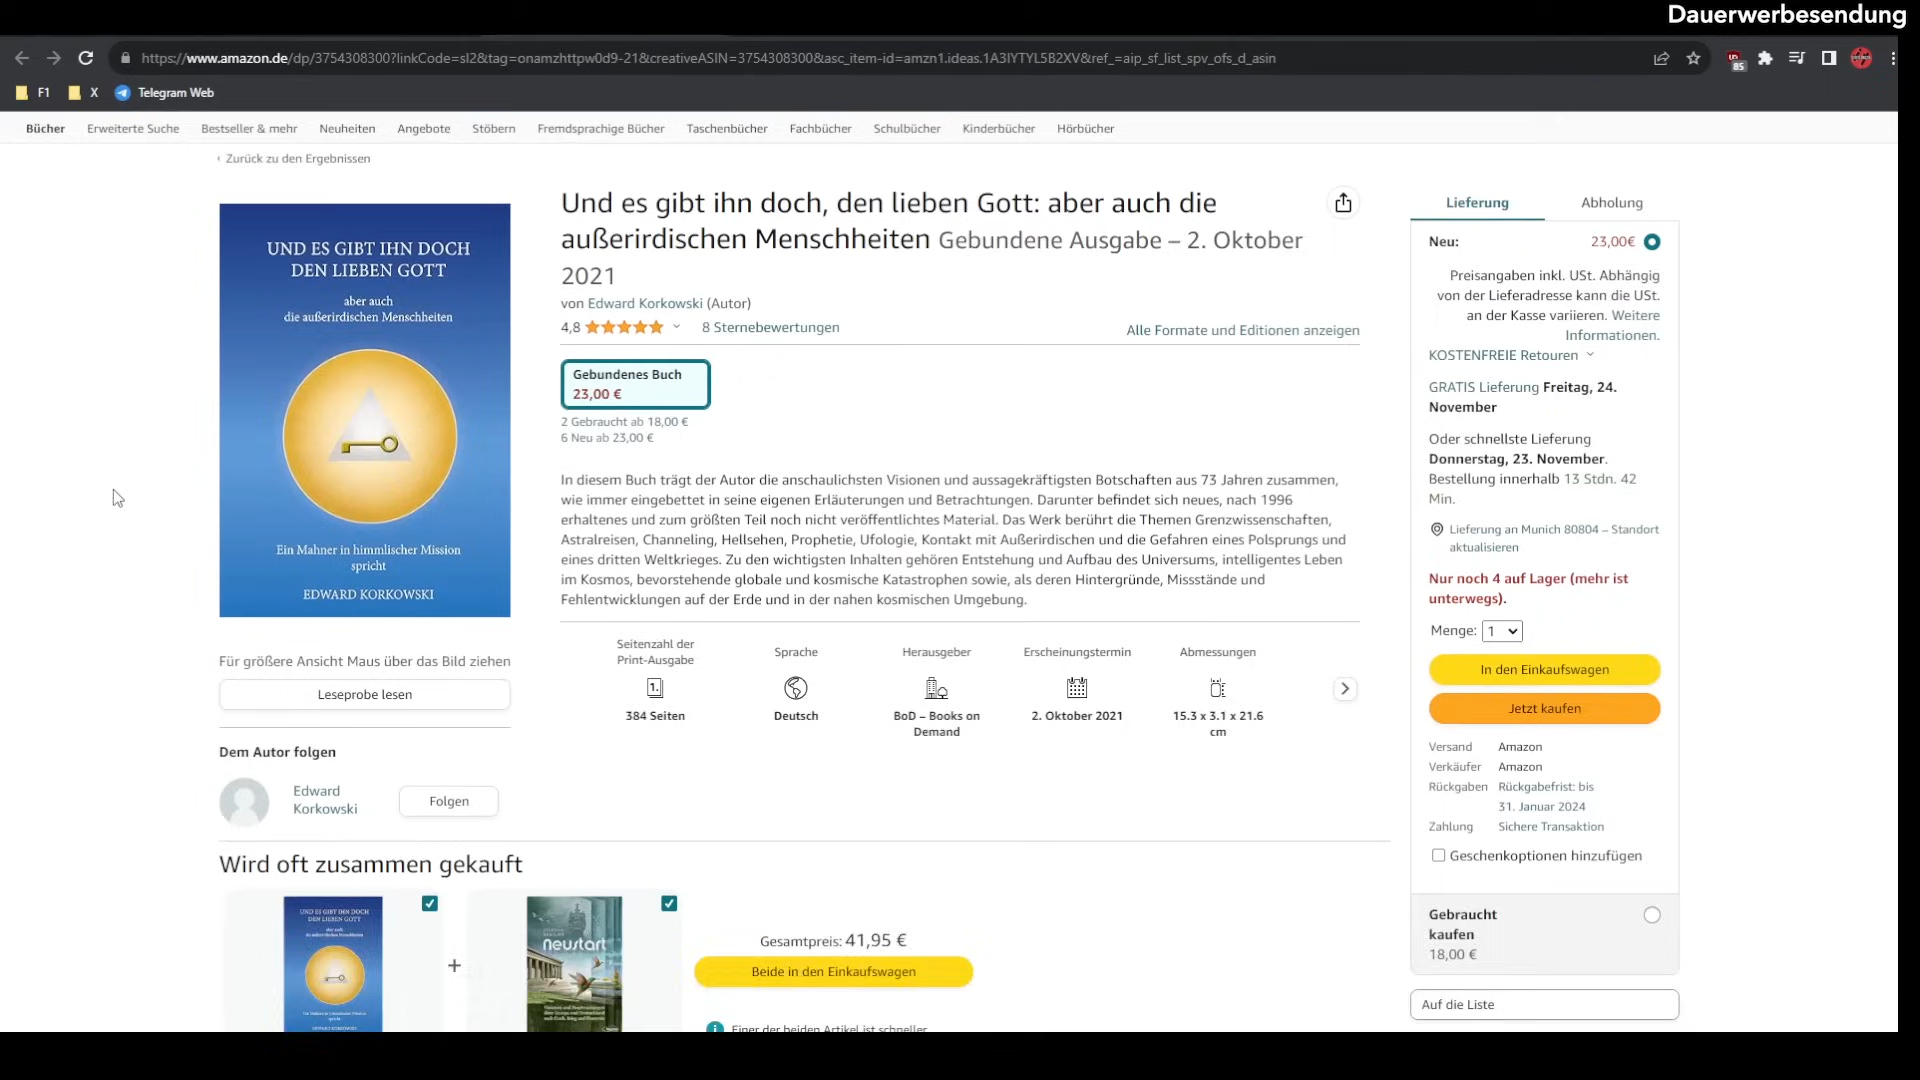 Dauerwerbesendung
https://www.amazon.de/dp/3754308300?linkCode=sl2&tag=onamzhttpw0d9-21&creativeASIN=3754308300&asc_item-id=amzn1.ideas.1A3IYTYL5B2XV&ref_=aip_sf_list_spv_ofs_d_asin
85
F1
X
Telegram Web
Bücher
Erweiterte Suche
Bestseller & mehr
Neuheiten
Angebote
Stöbern
Fremdsprachige Bücher
Taschenbücher
Fachbücher
Schulbücher
Kinderbücher
Hörbücher
‹ Zurück zu den Ergebnissen
UND ES GIBT IHN DOCH
DEN LIEBEN GOTT
aber auch
die außerirdischen Menschheiten
Ein Mahner in himmlischer Mission
spricht
EDWARD KORKOWSKI
Für größere Ansicht Maus über das Bild ziehen
Leseprobe lesen
Dem Autor folgen
Edward
Korkowski
Folgen
Und es gibt ihn doch, den lieben Gott: aber auch die
außerirdischen Menschheiten Gebundene Ausgabe – 2. Oktober
2021
von Edward Korkowski (Autor)
4,8
8 Sternebewertungen
Alle Formate und Editionen anzeigen
Gebundenes Buch
23,00 €
2 Gebraucht ab 18,00 €
6 Neu ab 23,00 €
In diesem Buch trägt der Autor die anschaulichsten Visionen und aussagekräftigsten Botschaften aus 73 Jahren zusammen,
wie immer eingebettet in seine eigenen Erläuterungen und Betrachtungen. Darunter befindet sich neues, nach 1996
erhaltenes und zum größten Teil noch nicht veröffentlichtes Material. Das Werk berührt die Themen Grenzwissenschaften,
Astralreisen, Channeling, Hellsehen, Prophetie, Ufologie, Kontakt mit Außerirdischen und die Gefahren eines Polsprungs und
eines dritten Weltkrieges. Zu den wichtigsten Inhalten gehören Entstehung und Aufbau des Universums, intelligentes Leben
im Kosmos, bevorstehende globale und kosmische Katastrophen sowie, als deren Hintergründe, Missstände und
Fehlentwicklungen auf der Erde und in der nahen kosmischen Umgebung.
Seitenzahl der
Print-Ausgabe
384 Seiten
Sprache
Deutsch
Herausgeber
BoD – Books on
Demand
Erscheinungstermin
2. Oktober 2021
Abmessungen
15.3 x 3.1 x 21.6
cm
Lieferung
Abholung
Neu:
23,00€
Preisangaben inkl. USt. Abhängig
von der Lieferadresse kann die USt.
an der Kasse variieren. Weitere
Informationen.
KOSTENFREIE Retouren
GRATIS Lieferung Freitag, 24.
November
Oder schnellste Lieferung
Donnerstag, 23. November.
Bestellung innerhalb 13 Stdn. 42
Min.
Lieferung an Munich 80804 – Standort
aktualisieren
Nur noch 4 auf Lager (mehr ist
unterwegs).
Menge: 1
In den Einkaufswagen
Jetzt kaufen
Versand Amazon
Verkäufer Amazon
Rückgaben Rückgabefrist: bis
31. Januar 2024
Zahlung Sichere Transaktion
Geschenkoptionen hinzufügen
Gebraucht
kaufen
18,00 €
Auf die Liste
Wird oft zusammen gekauft
UND ES GIBT IHN DOCH
DEN LIEBEN GOTT
+
neustart
Gesamtpreis: 41,95 €
Beide in den Einkaufswagen
Einer der beiden Artikel ist schneller